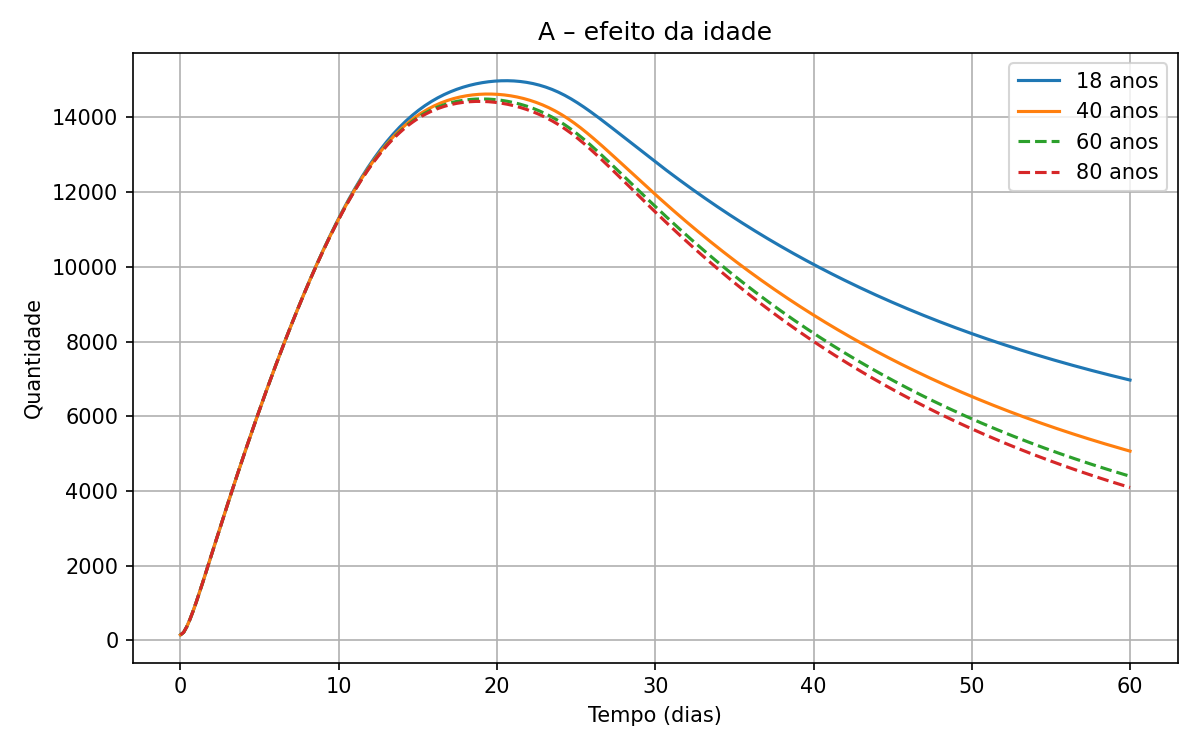 A – efeito da idade
18 anos
40 anos
60 anos
80 anos
Quantidade
14000
12000
10000
8000
6000
4000
2000
0
0 10 20 30 40 50 60
Tempo (dias)